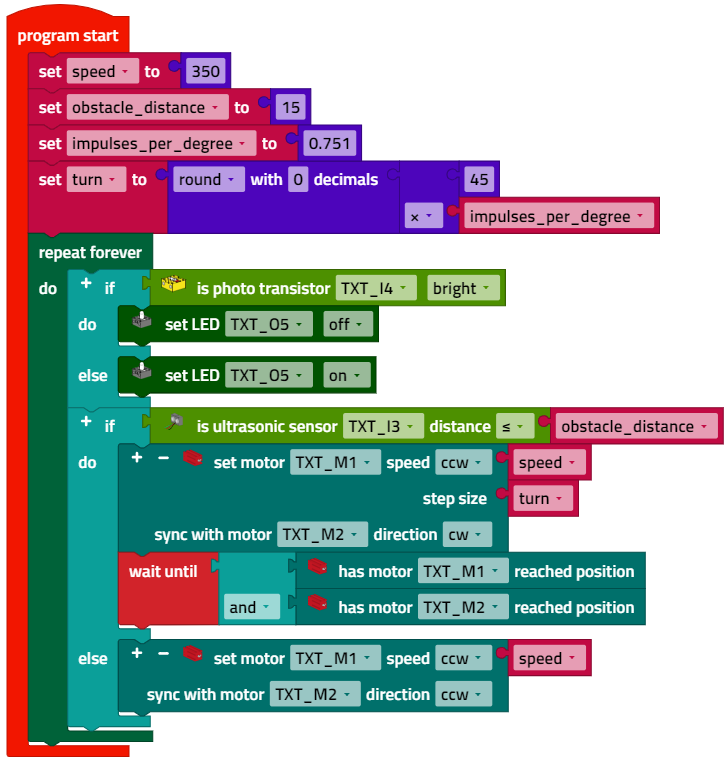 program start
set speed to 350
set obstacle_distance to 15
set impulses_per_degree to 0.751
set turn to round with 0 decimals 45
× impulses_per_degree
repeat forever
do + if is photo transistor TXT_I4 bright
do set LED TXT_O5 off
else set LED TXT_O5 on
+ if is ultrasonic sensor TXT_I3 distance ≤ obstacle_distance
do + − set motor TXT_M1 speed ccw speed
step size turn
sync with motor TXT_M2 direction cw
wait until has motor TXT_M1 reached position
and has motor TXT_M2 reached position
else + − set motor TXT_M1 speed ccw speed
sync with motor TXT_M2 direction ccw